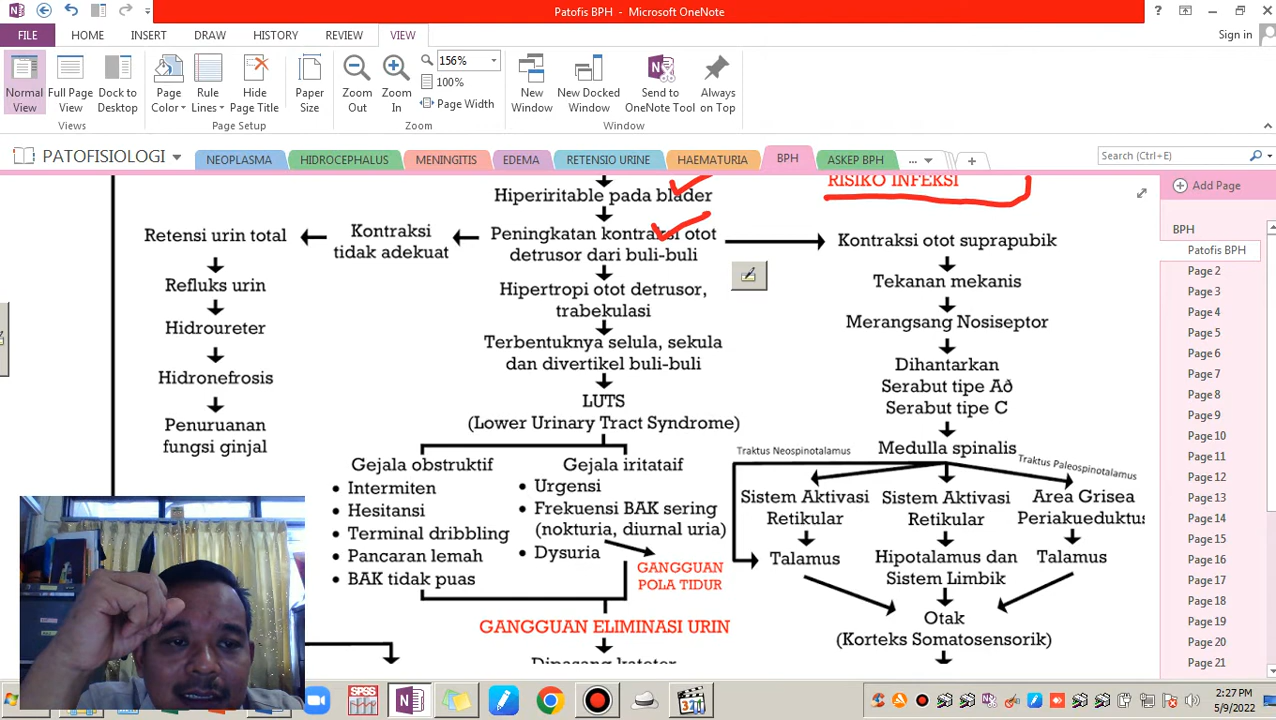 Patofis BPH - Microsoft OneNote
?
FILE
HOME
INSERT
DRAW
HISTORY
REVIEW
VIEW
Sign in
Normal
View
Full Page
View
Dock to
Desktop
Views
Page
Color
Rule
Lines
Hide
Page Title
Page Setup
Paper
Size
Zoom
Out
Zoom
In
156%
100%
Page Width
Zoom
New
Window
New Docked
Window
Send to
OneNote Tool
Always
on Top
Window
PATOFISIOLOGI
NEOPLASMA
HIDROCEPHALUS
MENINGITIS
EDEMA
RETENSIO URINE
HAEMATURIA
BPH
ASKEP BPH
...
Search (Ctrl+E)
Add Page
BPH
Patofis BPH
Page 2
Page 3
Page 4
Page 5
Page 6
Page 7
Page 8
Page 9
Page 10
Page 11
Page 12
Page 13
Page 14
Page 15
Page 16
Page 17
Page 18
Page 19
Page 20
Page 21
RISIKO INFEKSI
Hiperiritable pada blader
Retensi urin total
Kontraksi
tidak adekuat
Peningkatan kontraksi otot
detrusor dari buli-buli
Kontraksi otot suprapubik
Refluks urin
Hidroureter
Hidronefrosis
Penuruanan
fungsi ginjal
Hipertropi otot detrusor,
trabekulasi
Terbentuknya selula, sekula
dan divertikel buli-buli
LUTS
(Lower Urinary Tract Syndrome)
Gejala obstruktif
• Intermiten
• Hesitansi
• Terminal dribbling
• Pancaran lemah
• BAK tidak puas
Gejala iritataif
• Urgensi
• Frekuensi BAK sering
(nokturia, diurnal uria)
• Dysuria
GANGGUAN
POLA TIDUR
GANGGUAN ELIMINASI URIN
Dipasang kateter
Tekanan mekanis
Merangsang Nosiseptor
Dihantarkan
Serabut tipe Að
Serabut tipe C
Medulla spinalis
Traktus Neospinotalamus
Traktus Paleospinotalamus
Sistem Aktivasi
Retikular
Talamus
Sistem Aktivasi
Retikular
Hipotalamus dan
Sistem Limbik
Area Grisea
Periakueduktus
Talamus
Otak
(Korteks Somatosensorik)
SPSS
2:27 PM
5/9/2022